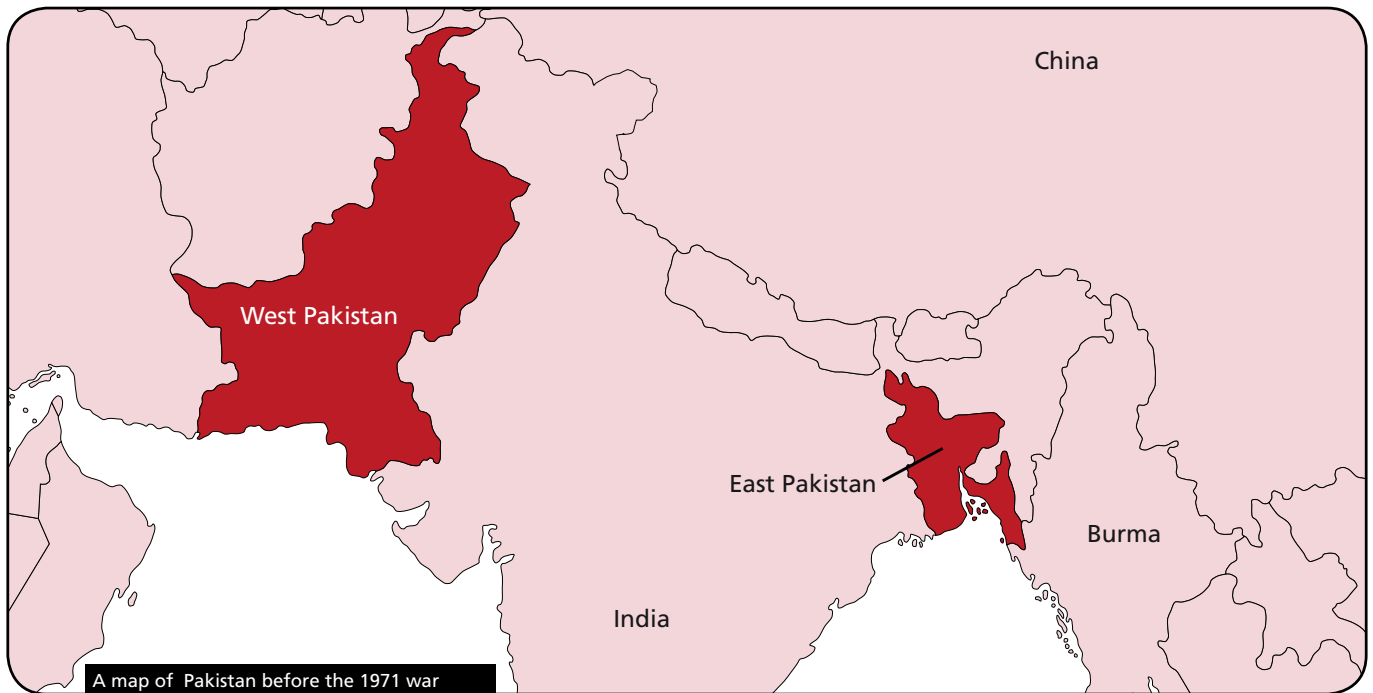 China
West Pakistan
East Pakistan
Burma
India
A map of Pakistan before the 1971 war